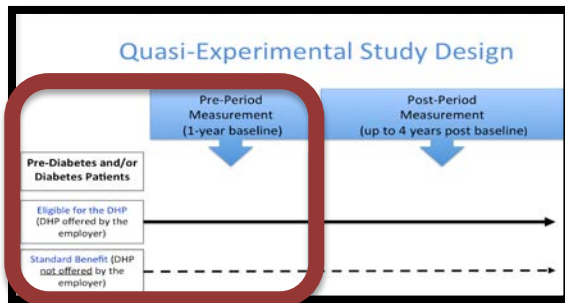 Quasi-Experimental Study Design
Pre-Period
Measurement
(1-year baseline)
Post-Period
Measurement
(up to 4 years post baseline)
Pre-Diabetes and/or
Diabetes Patients
Eligible for the DHP
(DHP offered by the
employer)
Standard Benefit (DHP
not offered by the
employer)